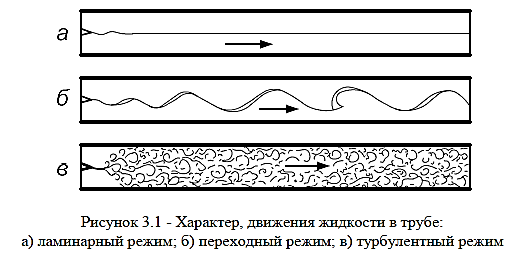 а
б
в
Рисунок 3.1 - Характер, движения жидкости в трубе:
а) ламинарный режим; б) переходный режим; в) турбулентный режим